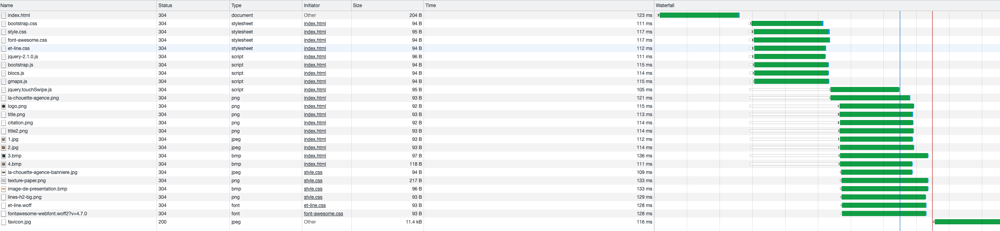 Name Status Type Initiator Size Time Waterfall
index.html 304 document Other 204 B 123 ms
bootstrap.css 304 stylesheet index.html 94 B 111 ms
style.css 304 stylesheet index.html 95 B 117 ms
font-awesome.css 304 stylesheet index.html 94 B 117 ms
et-line.css 304 stylesheet index.html 94 B 112 ms
jquery-2.1.0.js 304 script index.html 96 B 111 ms
bootstrap.js 304 script index.html 94 B 115 ms
blocs.js 304 script index.html 94 B 114 ms
gmaps.js 304 script index.html 94 B 115 ms
jquery.touchSwipe.js 304 script index.html 95 B 105 ms
la-chouette-agence.png 304 png index.html 93 B 121 ms
logo.png 304 png index.html 92 B 115 ms
title.png 304 png index.html 93 B 113 ms
citation.png 304 png index.html 92 B 114 ms
title2.png 304 png index.html 93 B 114 ms
1.jpg 304 jpeg index.html 93 B 112 ms
2.jpg 304 jpeg index.html 93 B 114 ms
3.bmp 304 bmp index.html 97 B 136 ms
4.bmp 304 bmp index.html 118 B 111 ms
la-chouette-agence-banniere.jpg 304 jpeg style.css 94 B 109 ms
texture-paper.png 304 png style.css 217 B 133 ms
image-de-presentation.bmp 304 bmp style.css 96 B 133 ms
lines-h2-bg.png 304 png style.css 93 B 129 ms
et-line.woff 304 font et-line.css 93 B 128 ms
fontawesome-webfont.woff2?v=4.7.0 304 font font-awesome.css 93 B 128 ms
favicon.jpg 200 jpeg Other 11.4 kB 116 ms